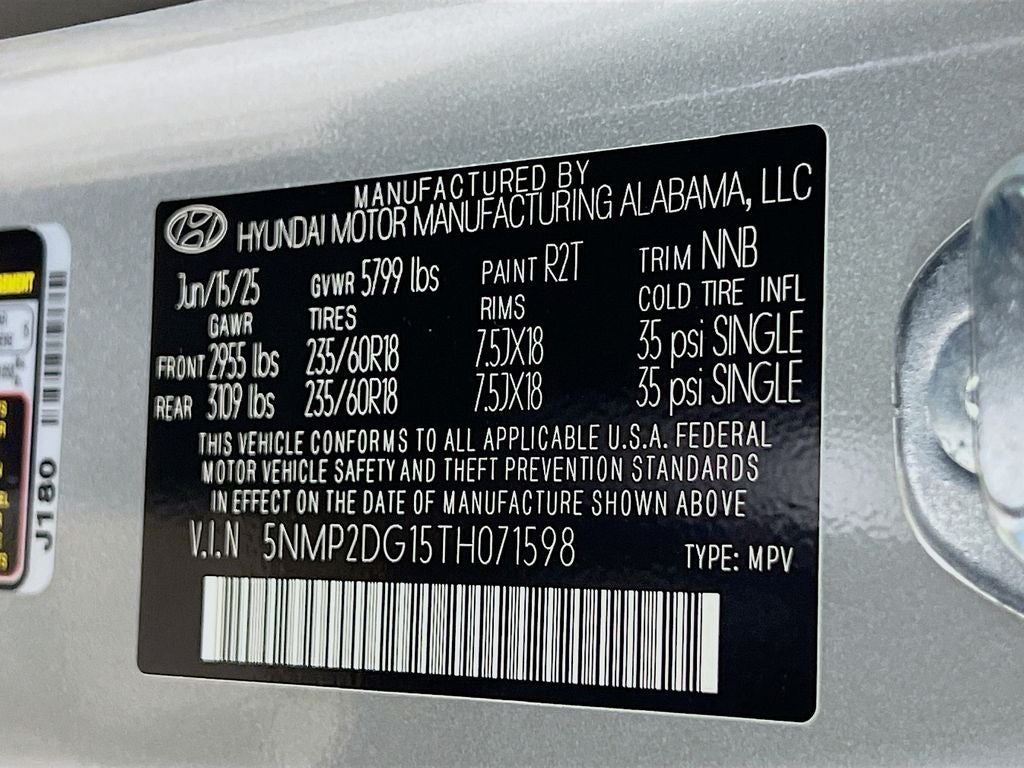 MANUFACTURED BY
HYUNDAI MOTOR MANUFACTURING ALABAMA, LLC
Jun/15/25 GVWR 5799 lbs PAINT R2T TRIM NNB
GAWR TIRES RIMS COLD TIRE INFL
FRONT 2955 lbs 235/60R18 7.5JX18 35 psi SINGLE
REAR 3109 lbs 235/60R18 7.5JX18 35 psi SINGLE
THIS VEHICLE CONFORMS TO ALL APPLICABLE U.S.A. FEDERAL
MOTOR VEHICLE SAFETY AND THEFT PREVENTION STANDARDS
IN EFFECT ON THE DATE OF MANUFACTURE SHOWN ABOVE
V.I.N 5NMP2DG15TH071598 TYPE: MPV
J180